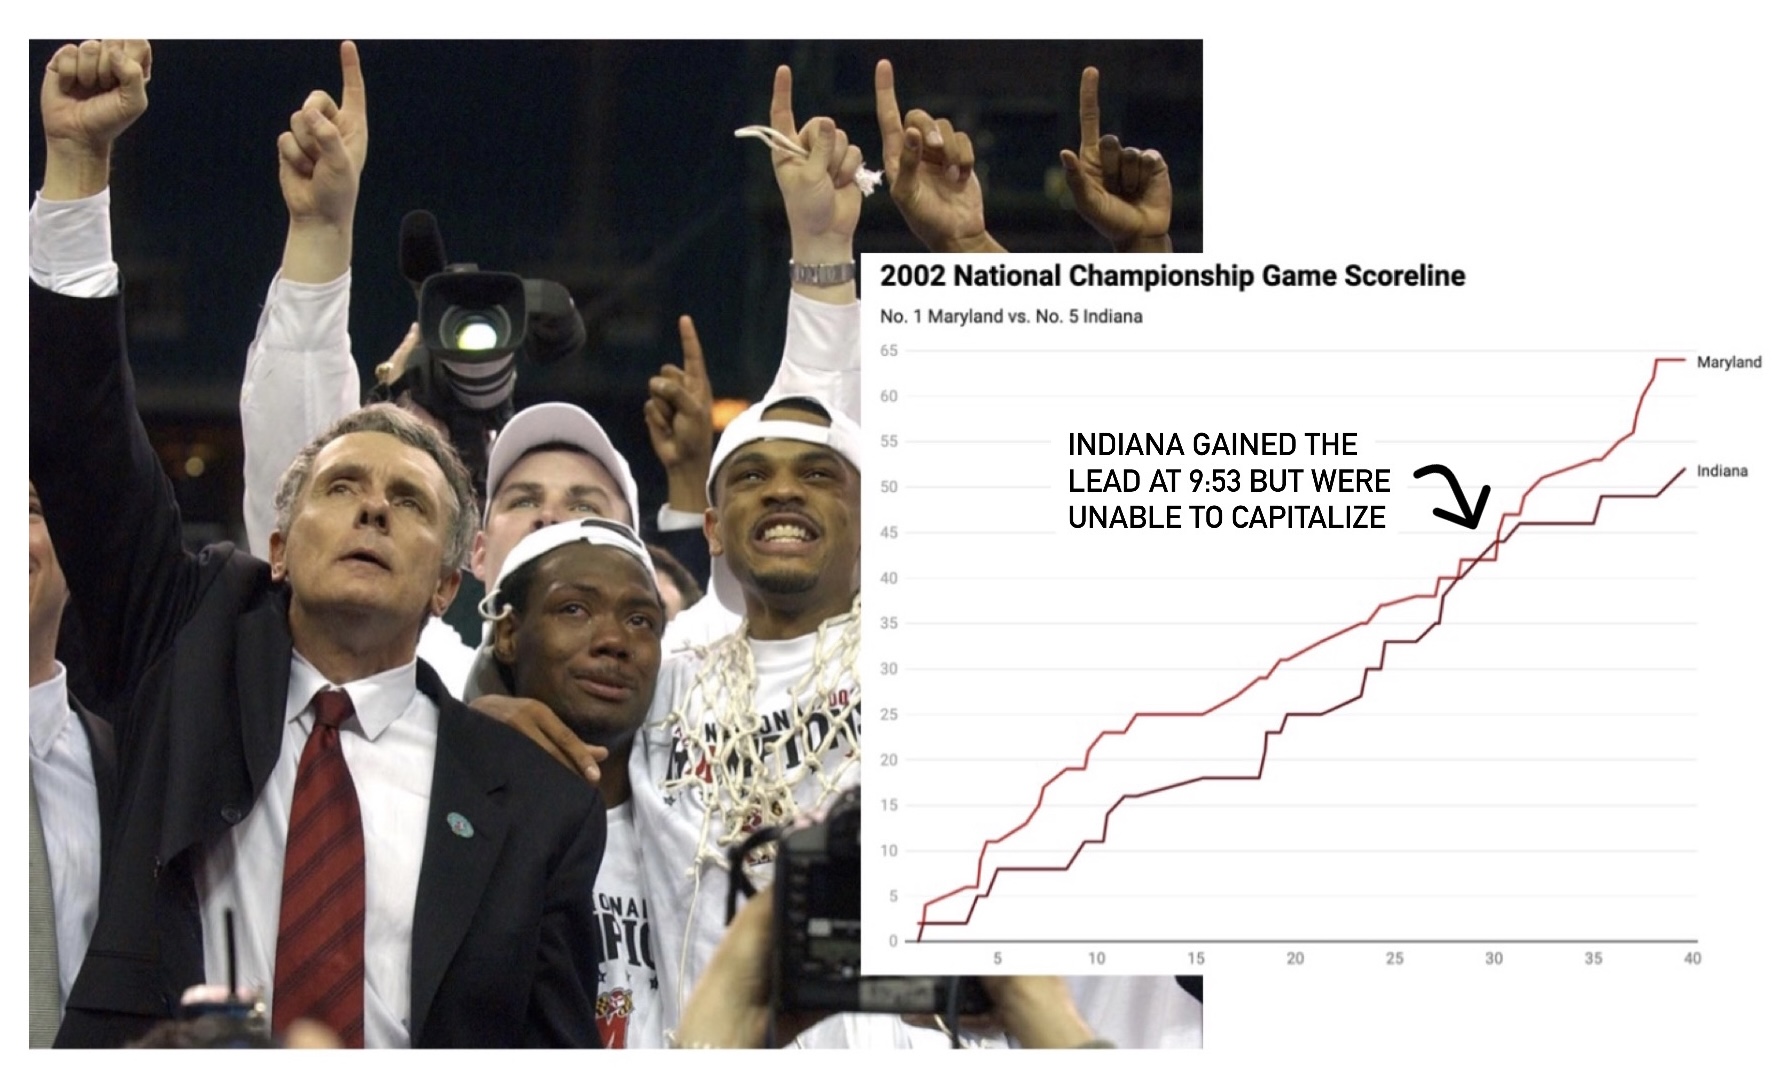 2002 National Championship Game Scoreline
No. 1 Maryland vs. No. 5 Indiana
65
Maryland
60
INDIANA GAINED THE
LEAD AT 9:53 BUT WERE
UNABLE TO CAPITALIZE
55
50
Indiana
45
40
35
30
25
20
15
10
5
0
5 10 15 20 25 30 35 40